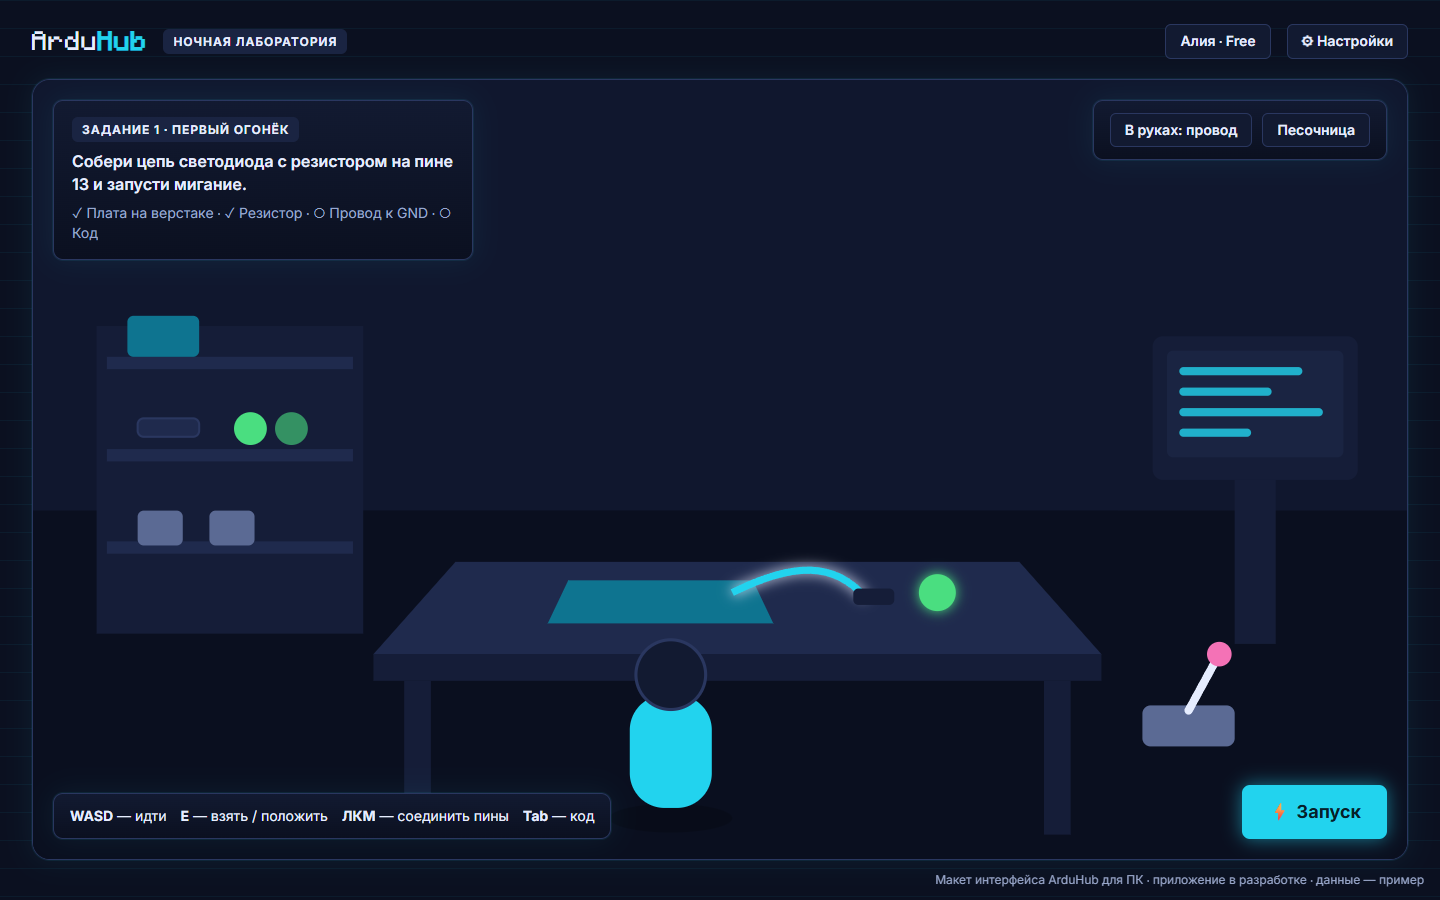 ArduHub
НОЧНАЯ ЛАБОРАТОРИЯ
Алия · Free
⚙ Настройки
ЗАДАНИЕ 1 · ПЕРВЫЙ ОГОНЁК
Собери цепь светодиода с резистором на пине
13 и запусти мигание.
✓ Плата на верстаке · ✓ Резистор · ○ Провод к GND · ○
Код
В руках: провод
Песочница
WASD — идти E — взять / положить ЛКМ — соединить пины Tab — код
⚡ Запуск
Макет интерфейса ArduHub для ПК · приложение в разработке · данные — пример